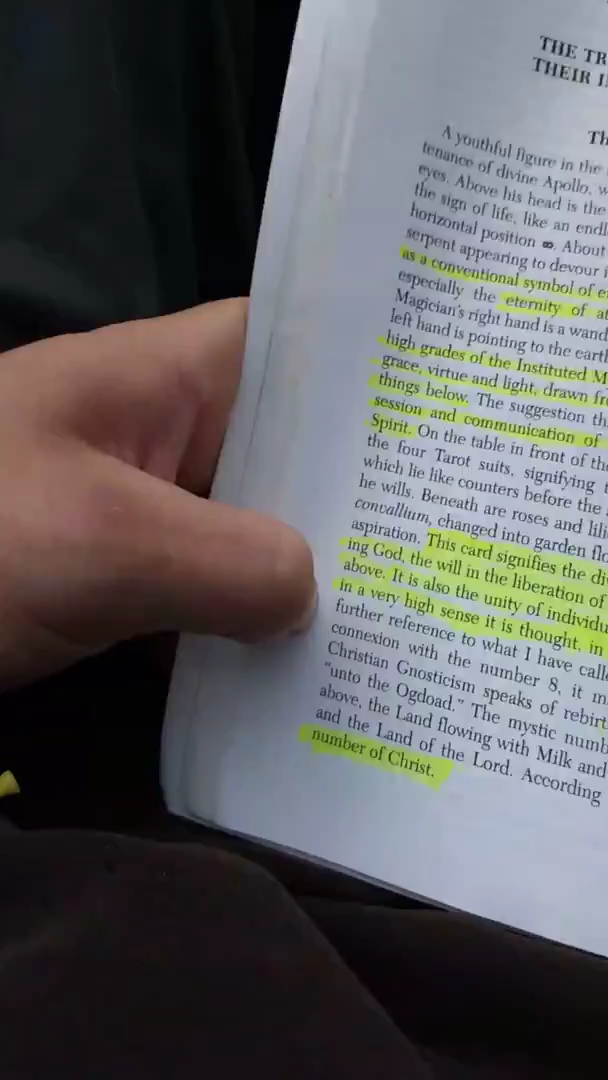 THE TR
THEIR I
Th
A youthful figure in the
tenance of divine Apollo, w
eyes. Above his head is the
the sign of life, like an endl
horizontal position ∞. About
serpent appearing to devour i
as a conventional symbol of e
especially the eternity of at
Magician's right hand is a wand
left hand is pointing to the eart
high grades of the Instituted M
grace, virtue and light, drawn fr
things below. The suggestion th
session and communication of
Spirit. On the table in front of th
the four Tarot suits, signifying t
which lie like counters before the
he wills. Beneath are roses and lili
convallium, changed into garden flo
aspiration. This card signifies the di
ing God, the will in the liberation of
above. It is also the unity of individu
in a very high sense it is thought, in
further reference to what I have calle
connexion with the number 8, it m
Christian Gnosticism speaks of rebirt
"unto the Ogdoad." The mystic numb
above, the Land flowing with Milk and
and the Land of the Lord. According
number of Christ.